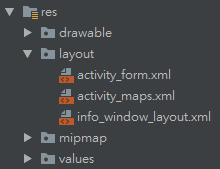 res
drawable
layout
activity_form.xml
activity_maps.xml
info_window_layout.xml
mipmap
values